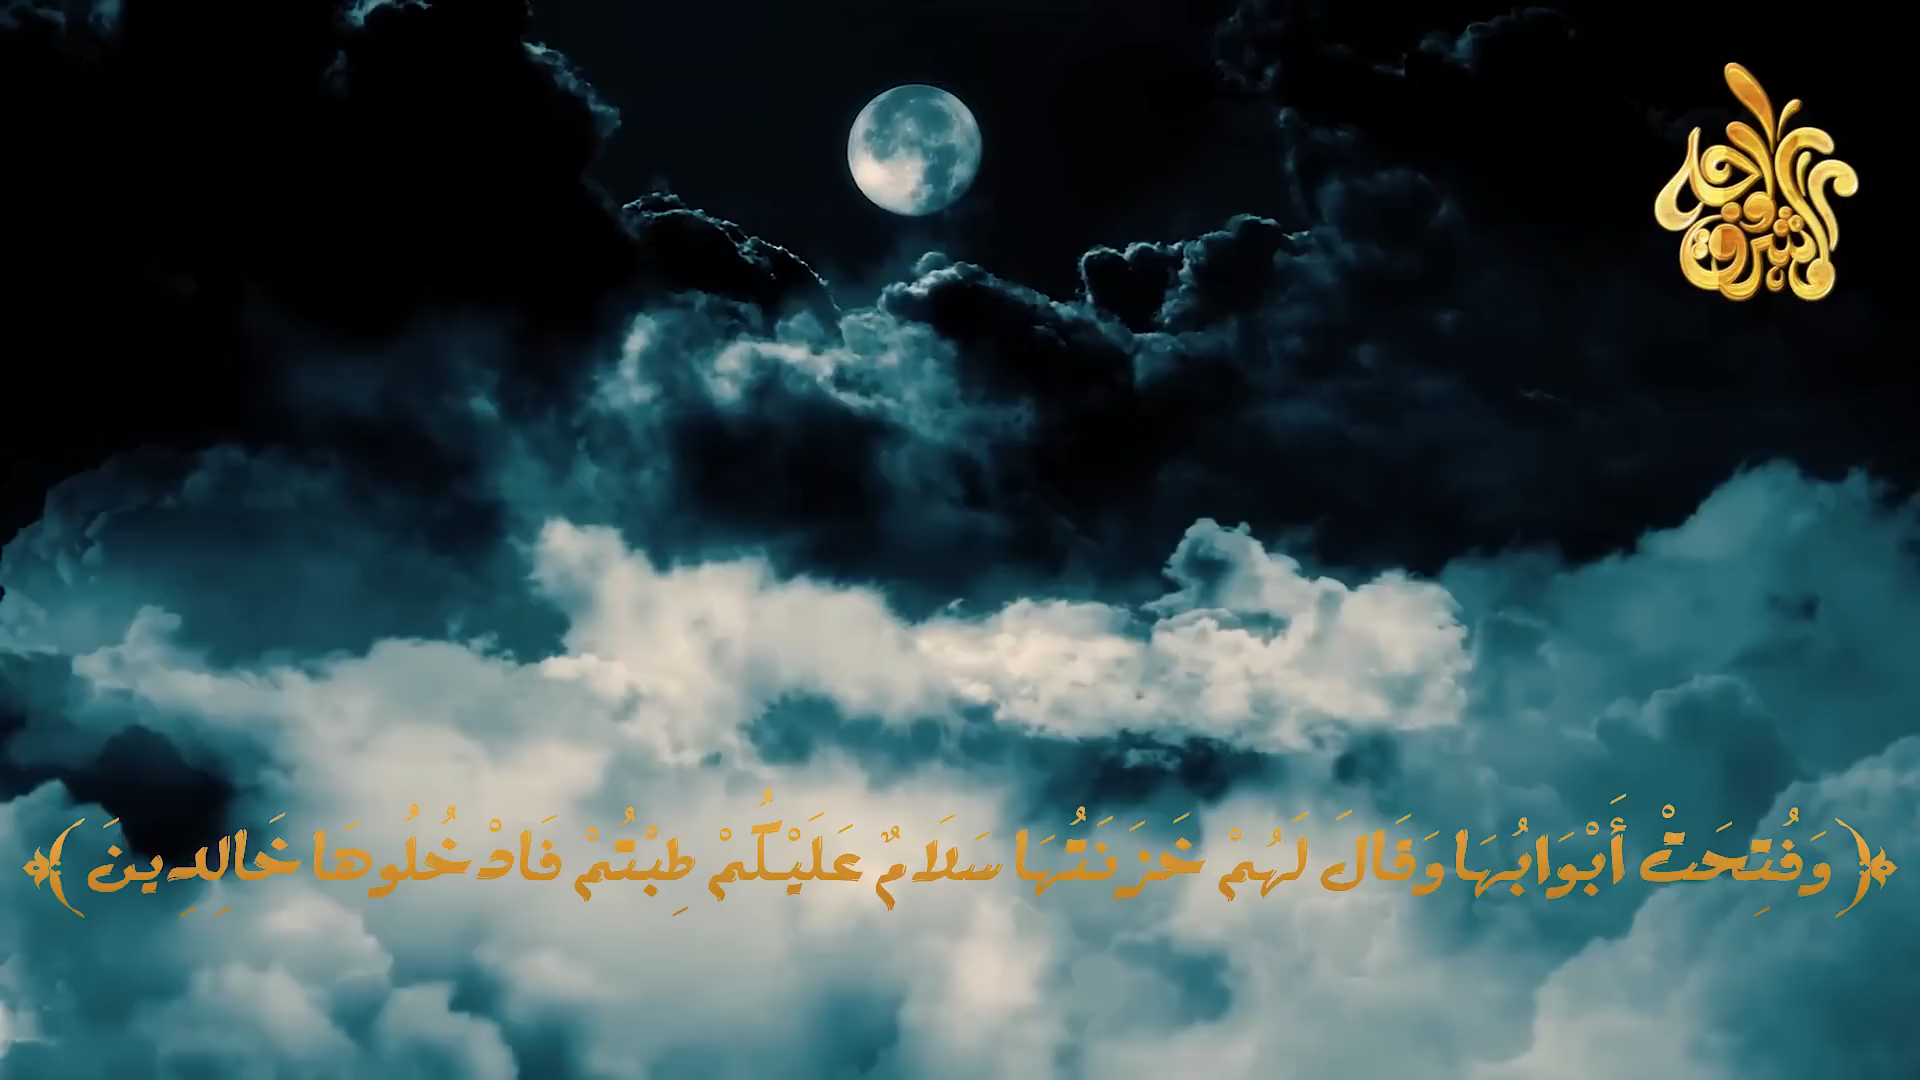 ﴿وَفُتِحَتْ أَبْوَابُهَا وَقَالَ لَهُمْ خَزَنَتُهَا سَلَامٌ عَلَيْكُمْ طِبْتُمْ فَادْخُلُوهَا خَالِدِينَ﴾